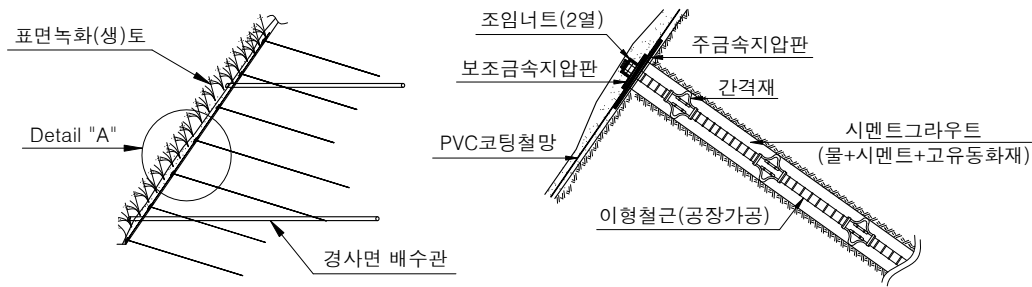 표면녹화(생)토
Detail "A"
경사면 배수관
조임너트(2열)
주금속지압판
보조금속지압판
간격재
시멘트그라우트
(물+시멘트+고유동화재)
PVC코팅철망
이형철근(공장가공)